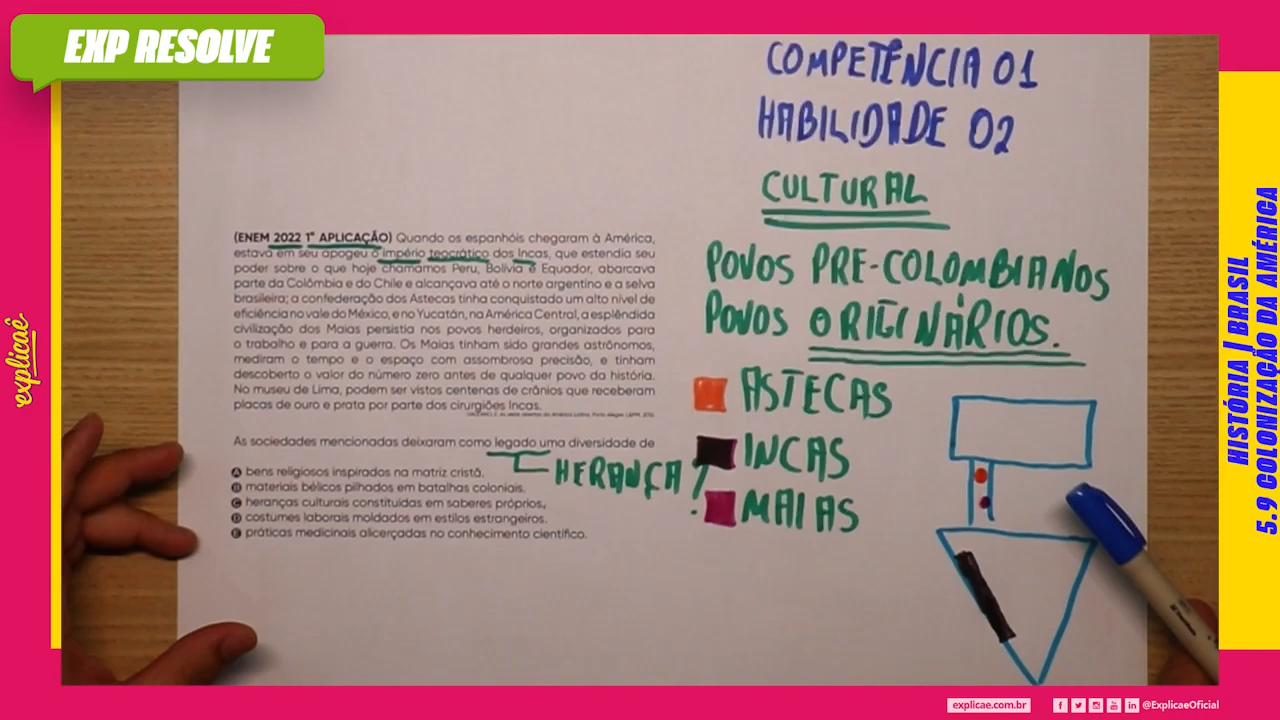 EXP RESOLVE
COMPETÊNCIA 01
HABILIDADE 02
CULTURAL
POVOS PRE-COLOMBIANOS
POVOS ORIGINÁRIOS.
ASTECAS
INCAS
MAIAS
(ENEM 2022 1ª APLICAÇÃO) Quando os espanhóis chegaram à América,
estava em seu apogeu o império teocrático dos Incas, que estendia seu
poder sobre o que hoje chamamos Peru, Bolívia e Equador, abarcava
parte da Colômbia e do Chile e alcançava até o norte argentino e a selva
brasileira; a confederação dos Astecas tinha conquistado um alto nível de
eficiência no vale do México, e no Yucatán, na América Central, a esplêndida
civilização dos Maias persistia nos povos herdeiros, organizados para
o trabalho e para a guerra. Os Maias tinham sido grandes astrônomos,
mediram o tempo e o espaço com assombrosa precisão, e tinham
descoberto o valor do número zero antes de qualquer povo da história.
No museu de Lima, podem ser vistos centenas de crânios que receberam
placas de ouro e prata por parte dos cirurgiões Incas.
As sociedades mencionadas deixaram como legado uma diversidade de
HERANÇA!
A bens religiosos inspirados na matriz cristã.
B materiais bélicos pilhados em batalhas coloniais.
C heranças culturais constituídas em saberes próprios,
D costumes laborais moldados em estilos estrangeiros.
E práticas medicinais alicerçadas no conhecimento científico.
explicaê
HISTÓRIA | BRASIL
5.9 COLONIZAÇÃO DA AMÉRICA
explicae.com.br
@ExplicaeOficial